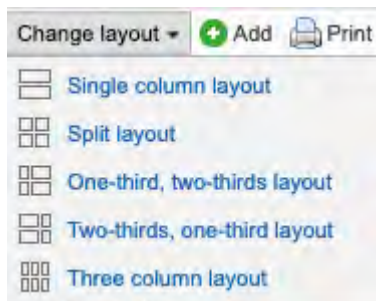 Change layout Add Print
Single column layout
Split layout
One-third, two-thirds layout
Two-thirds, one-third layout
Three column layout